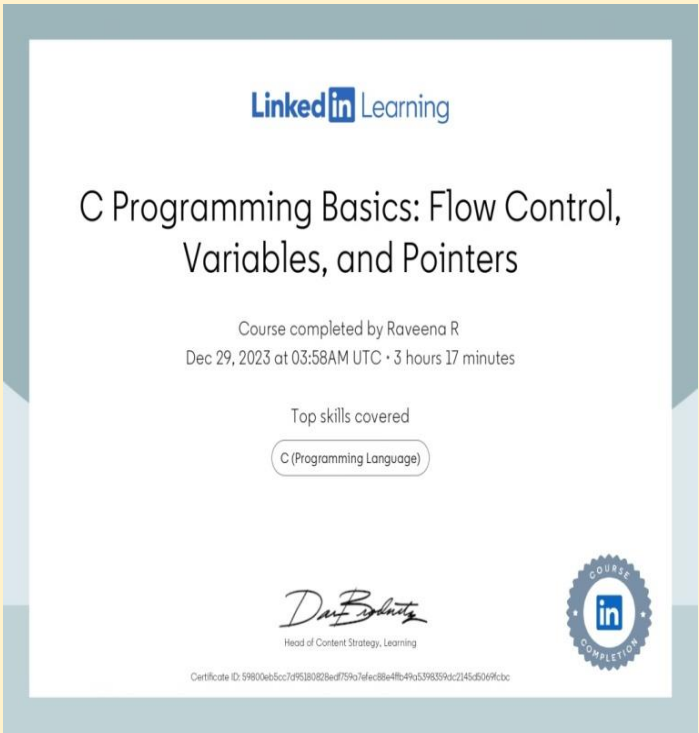 Linked in Learning
C Programming Basics: Flow Control,
Variables, and Pointers
Course completed by Raveena R
Dec 29, 2023 at 03:58AM UTC • 3 hours 17 minutes
Top skills covered
C (Programming Language)
Head of Content Strategy, Learning
COURSE
in
COMPLETION
Certificate ID: 59800eb5cc7d95180828edf759a7efec88e4ffb49a5398359dc2145d5069fcbc